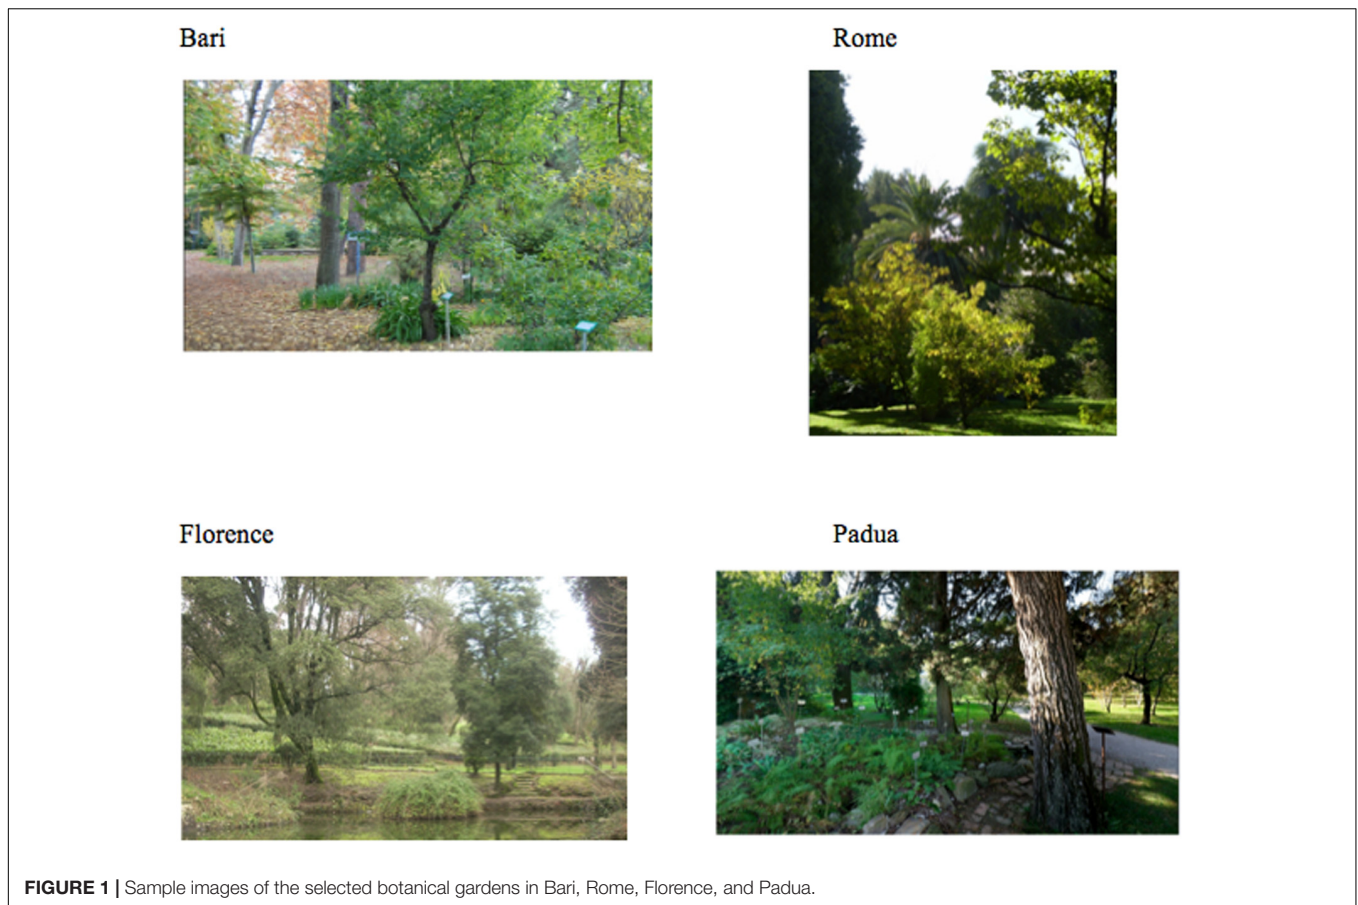 Bari
Rome
Florence
Padua
FIGURE 1 | Sample images of the selected botanical gardens in Bari, Rome, Florence, and Padua.